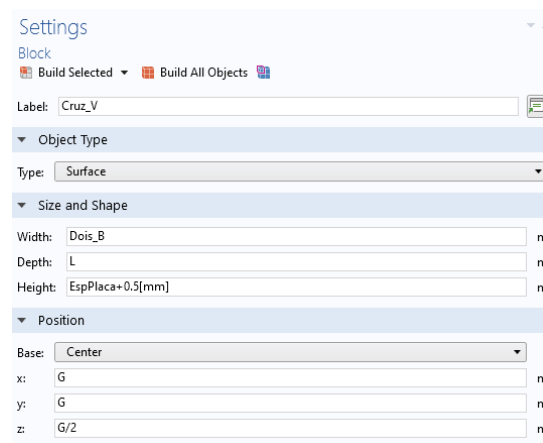 Settings
Block
Build Selected Build All Objects
Label: Cruz_V
Object Type
Type: Surface
Size and Shape
Width: Dois_B
Depth: L
Height: EspPlaca+0.5[mm]
Position
Base: Center
x: G
y: G
z: G/2